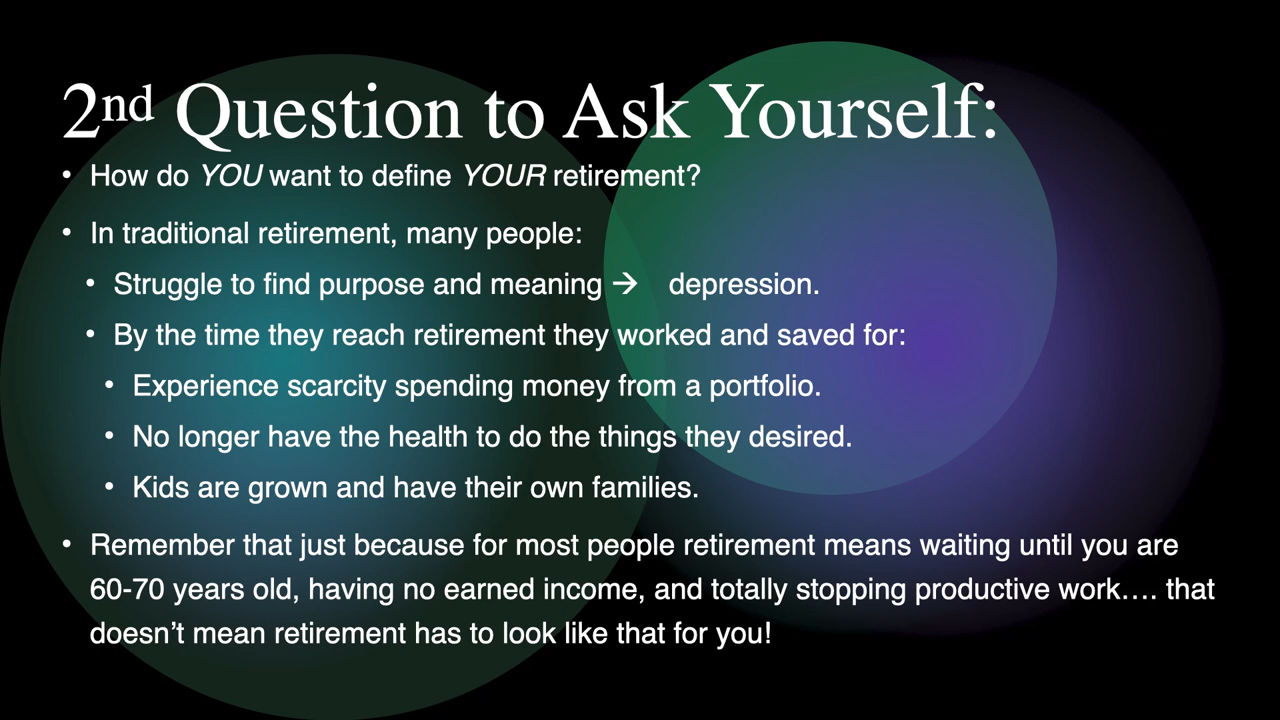 2nd Question to Ask Yourself:
• How do YOU want to define YOUR retirement?
• In traditional retirement, many people:
• Struggle to find purpose and meaning → depression.
• By the time they reach retirement they worked and saved for:
• Experience scarcity spending money from a portfolio.
• No longer have the health to do the things they desired.
• Kids are grown and have their own families.
• Remember that just because for most people retirement means waiting until you are
60-70 years old, having no earned income, and totally stopping productive work…. that
doesn’t mean retirement has to look like that for you!